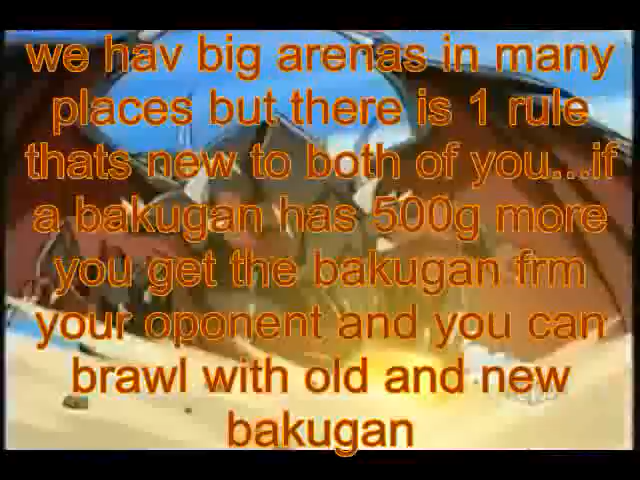 we hav big arenas in many
places but there is 1 rule
thats new to both of you...if
a bakugan has 500g more
you get the bakugan frm
your oponent and you can
brawl with old and new
bakugan